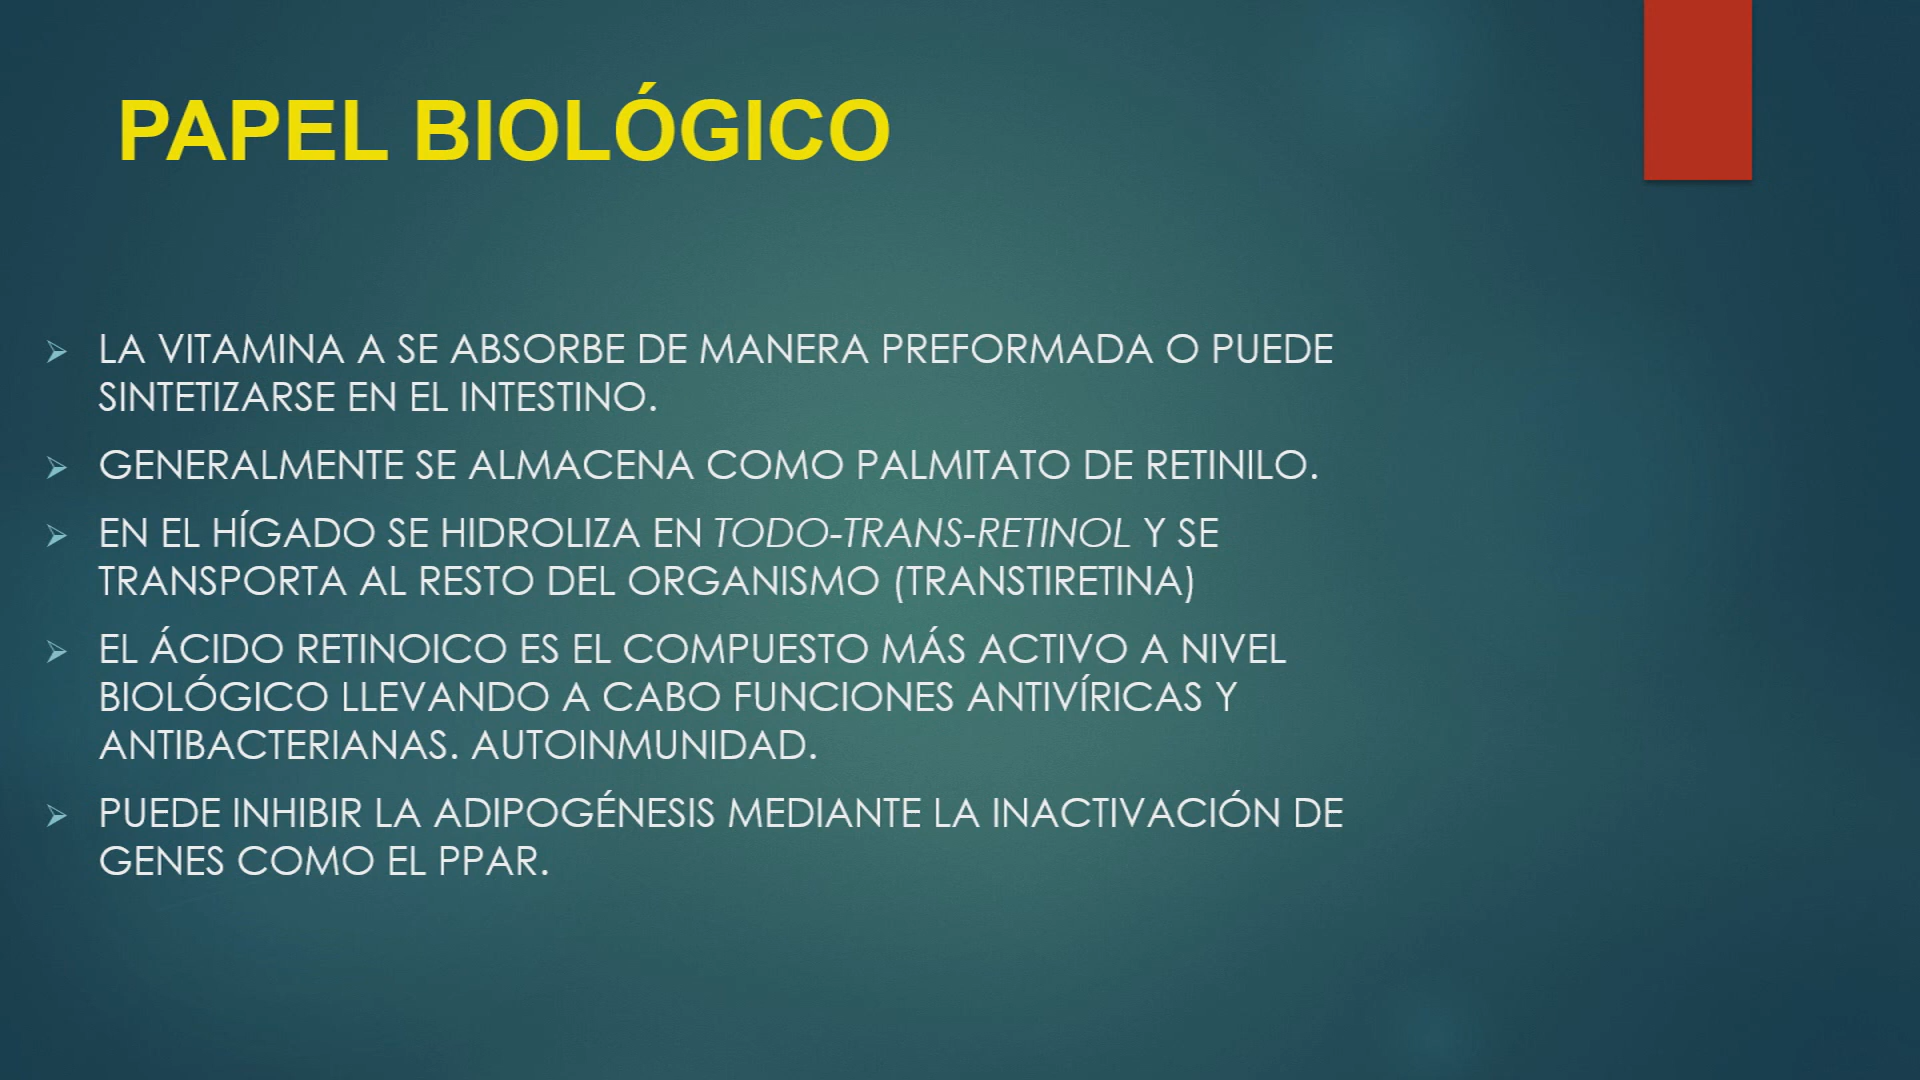 PAPEL BIOLÓGICO
LA VITAMINA A SE ABSORBE DE MANERA PREFORMADA O PUEDE
SINTETIZARSE EN EL INTESTINO.
GENERALMENTE SE ALMACENA COMO PALMITATO DE RETINILO.
EN EL HÍGADO SE HIDROLIZA EN TODO-TRANS-RETINOL Y SE
TRANSPORTA AL RESTO DEL ORGANISMO (TRANSTIRETINA)
EL ÁCIDO RETINOICO ES EL COMPUESTO MÁS ACTIVO A NIVEL
BIOLÓGICO LLEVANDO A CABO FUNCIONES ANTIVÍRICAS Y
ANTIBACTERIANAS. AUTOINMUNIDAD.
PUEDE INHIBIR LA ADIPOGÉNESIS MEDIANTE LA INACTIVACIÓN DE
GENES COMO EL PPAR.